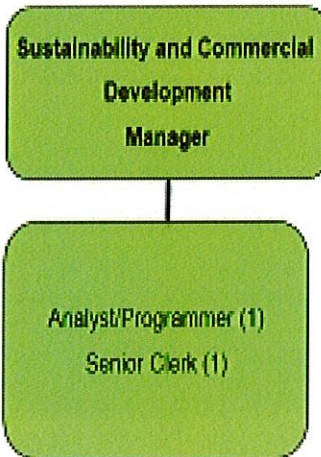 Sustainability and Commercial
Development
Manager
Analyst/Programmer (1)
Senior Clerk (1)